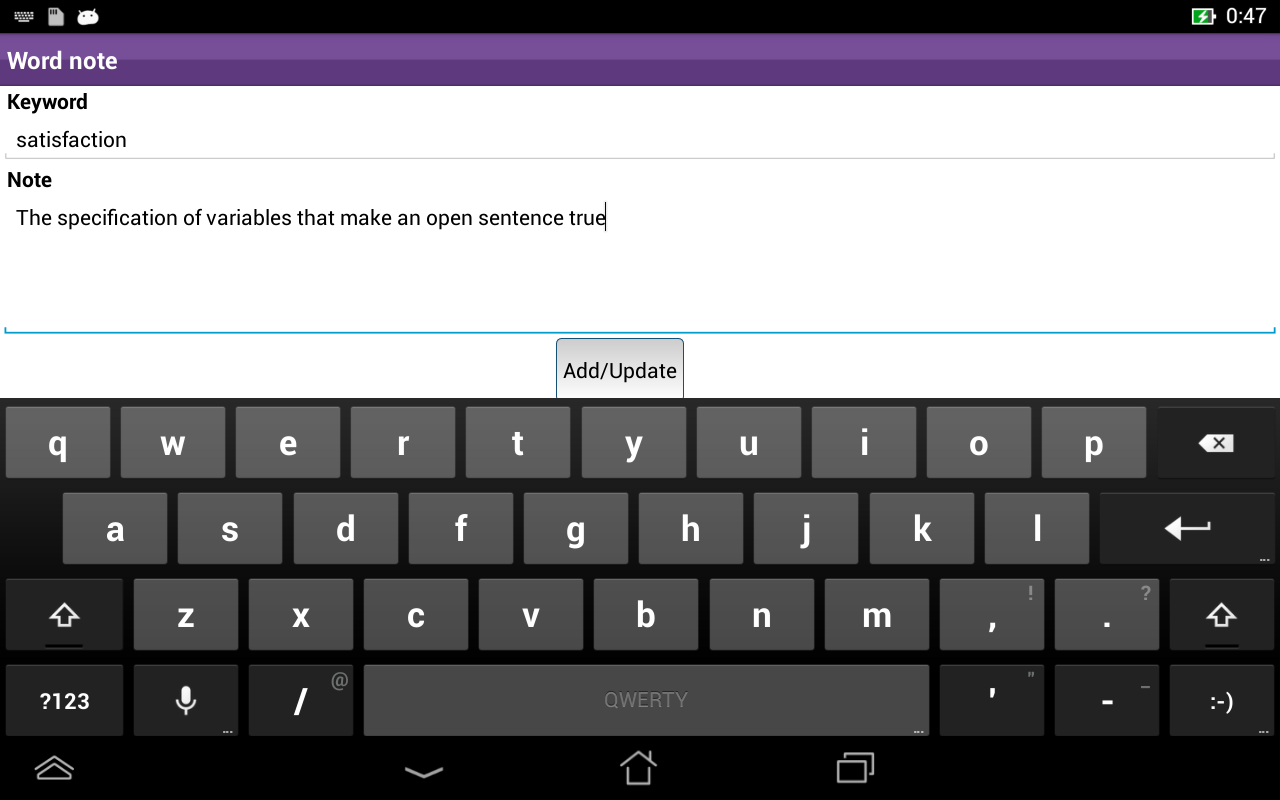 0:47
Word note
Keyword
satisfaction
Note
The specification of variables that make an open sentence true
Add/Update
q w e r t y u i o p
a s d f g h j k l
...
z x c v b n m , ! . ?
?123 ... / @ QWERTY ... ' " - _ :-) ...